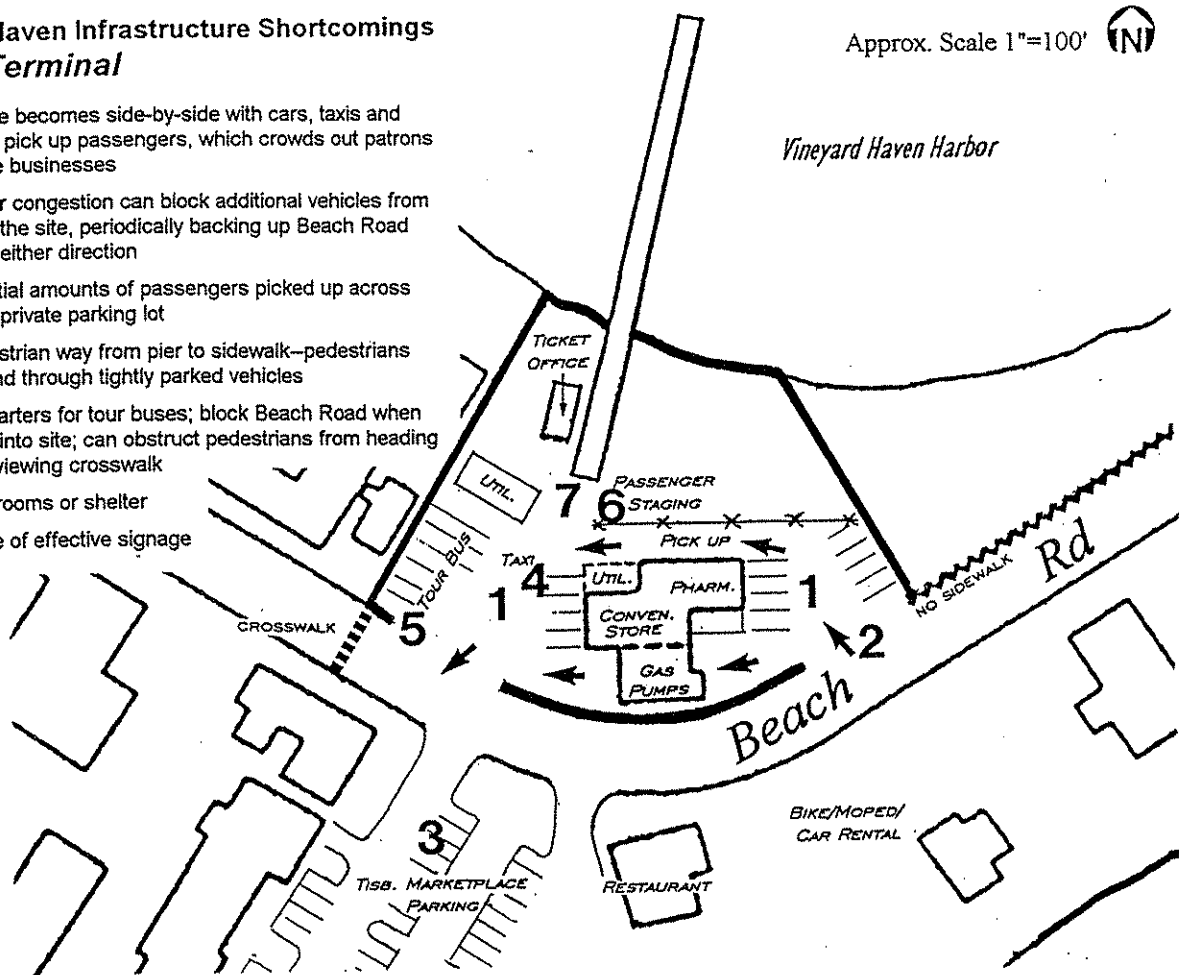 Haven Infrastructure Shortcomings
Terminal
Approx. Scale 1"=100'
N
e becomes side-by-side with cars, taxis and
pick up passengers, which crowds out patrons
e businesses
r congestion can block additional vehicles from
the site, periodically backing up Beach Road
either direction
tial amounts of passengers picked up across
private parking lot
strian way from pier to sidewalk--pedestrians
nd through tightly parked vehicles
arters for tour buses; block Beach Road when
into site; can obstruct pedestrians from heading
viewing crosswalk
rooms or shelter
e of effective signage
Vineyard Haven Harbor
TICKET
OFFICE
UTIL.
7
6
PASSENGER
STAGING
PICK UP
TOUR BUS
TAXI
4
UTIL.
PHARM.
1
1
CONVEN.
STORE
GAS
PUMPS
5
CROSSWALK
2
NO SIDEWALK
Beach Rd
3
TISB. MARKETPLACE
PARKING
RESTAURANT
BIKE/MOPED/
CAR RENTAL